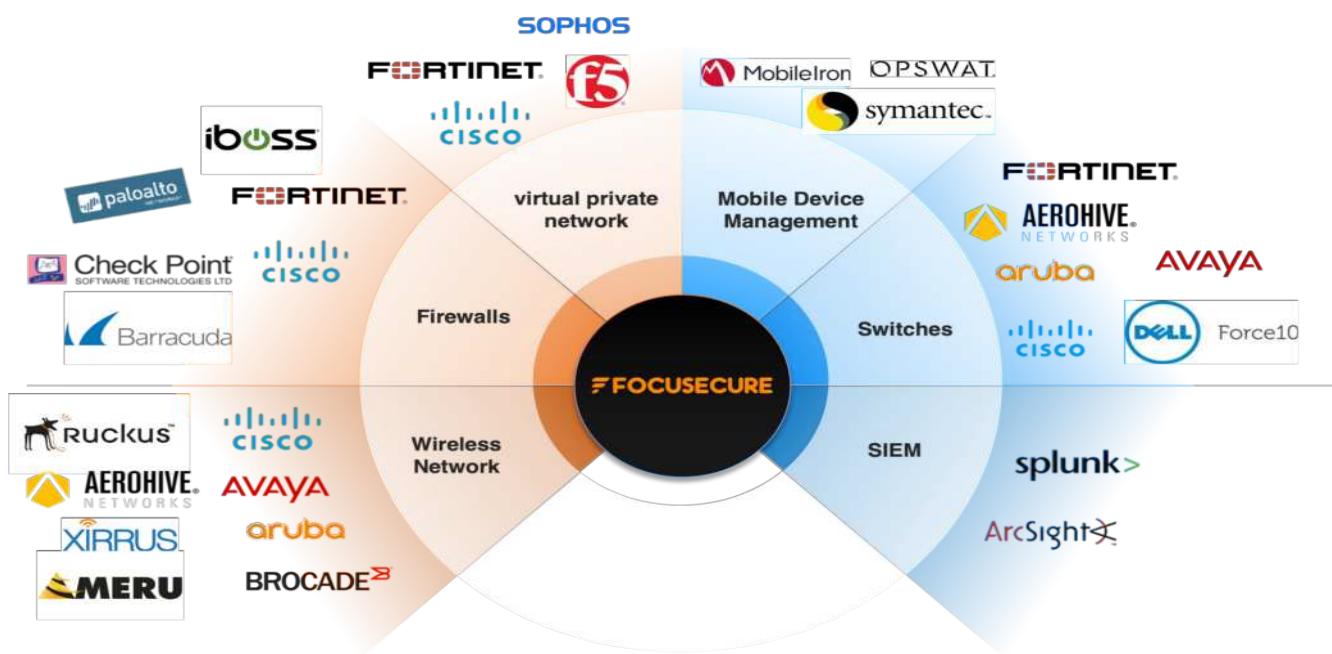 SOPHOS
FORTINET.
f5
CISCO
MobileIron
OPSWAT.
symantec.
iboss
paloalto
NETWORKS
FORTINET.
CISCO
Check Point
SOFTWARE TECHNOLOGIES LTD
Barracuda
virtual private
network
Mobile Device
Management
Firewalls
Switches
FORTINET.
AEROHIVE.
NETWORKS
aruba
AVAYA
CISCO
DELL Force10
FOCUSECURE
Wireless
Network
SIEM
RUCKUS™
CISCO
AEROHIVE.
NETWORKS
AVAYA
XIRRUS
aruba
MERU
BROCADE
splunk>
ArcSight